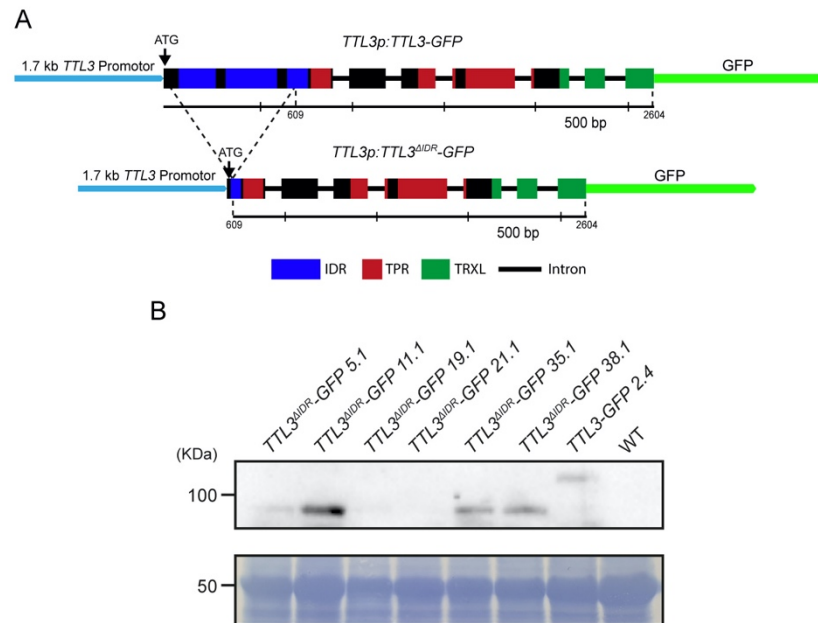 A
TTL3p:TTL3-GFP
ATG
1.7 kb TTL3 Promotor
GFP
609
2604
500 bp
TTL3p:TTL3ΔIDR-GFP
ATG
1.7 kb TTL3 Promotor
GFP
609
2604
500 bp
IDR
TPR
TRXL
Intron
B
TTL3ΔIDR-GFP 5.1
TTL3ΔIDR-GFP 11.1
TTL3ΔIDR-GFP 19.1
TTL3ΔIDR-GFP 21.1
TTL3ΔIDR-GFP 35.1
TTL3ΔIDR-GFP 38.1
TTL3-GFP 2.4
WT
(KDa)
100
50